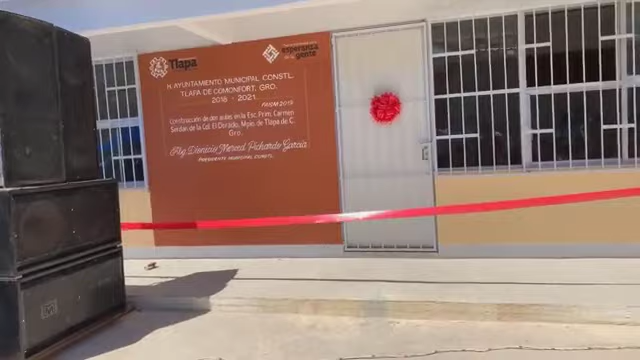 Tlapa
esperanza
gente
H. AYUNTAMIENTO MUNICIPAL CONSTL.
TLAPA DE COMONFORT, GRO.
2018 - 2021
FAISM 2019
Construcción de dos aulas en la Esc. Prim. Carmen
Serdan de la Col. El Dorado, Mpio. de Tlapa de C.
Gro.
Abg. Dionicio Merced Pichardo García
PRESIDENTE MUNICIPAL CONSTL.